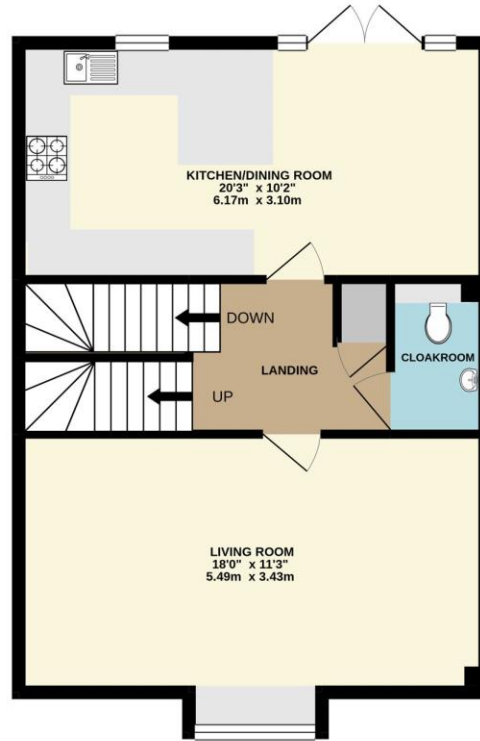 KITCHEN/DINING ROOM
20'3" x 10'2"
6.17m x 3.10m
DOWN
LANDING
CLOAKROOM
UP
LIVING ROOM
18'0" x 11'3"
5.49m x 3.43m